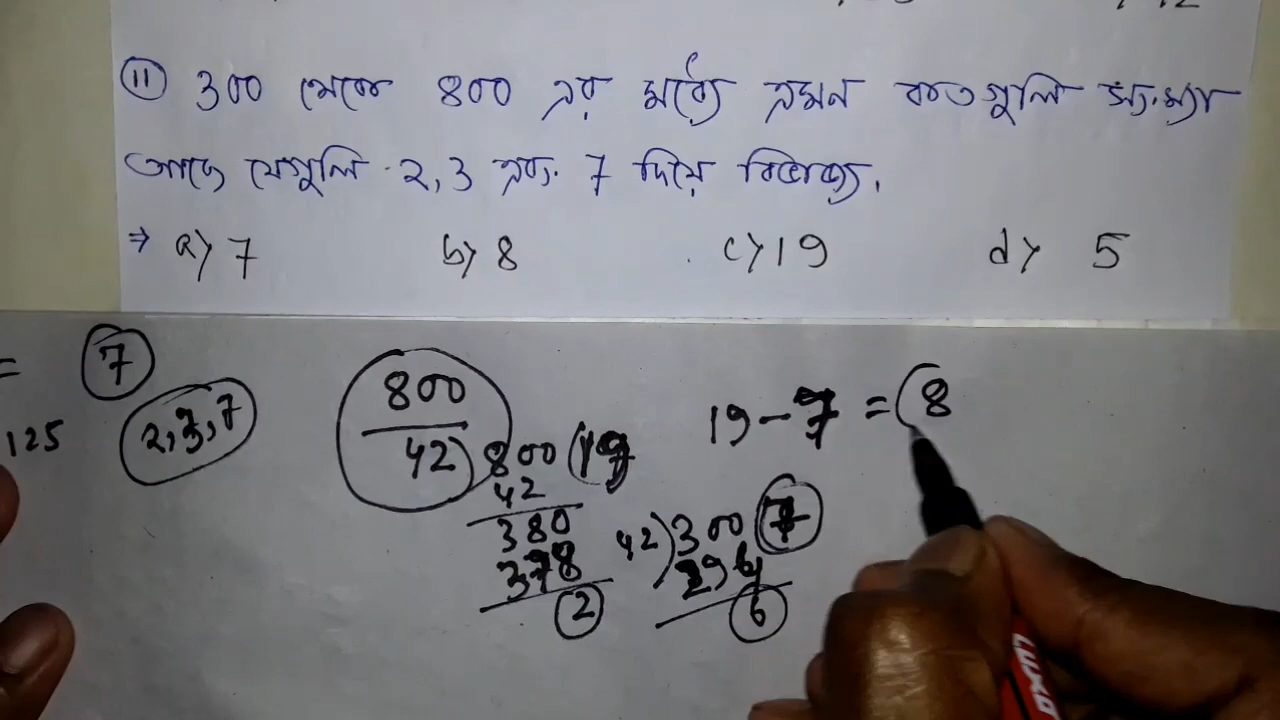 ⑪ 300 থেকে 800 এর মধ্যে এমন কতগুলি সংখ্যা
আছে যেগুলি 2, 3 এবং 7 দিয়ে বিভাজ্য.
⇒ a> 7 b> 8 c> 19 d> 5
= 7
125 2,3,7
800
42) 800 (19
42
380
378
2
42) 300 (7
294
6
19-7 = 8
LUXO